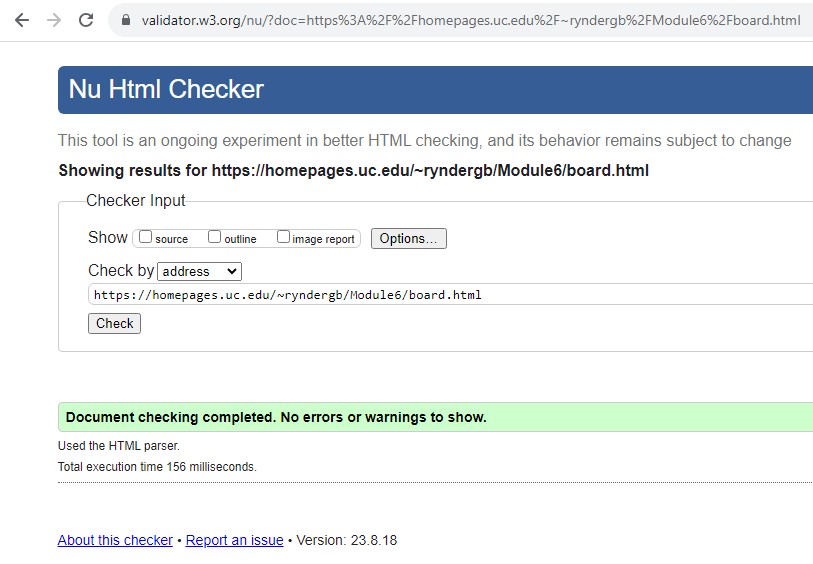 validator.w3.org/nu/?doc=https%3A%2F%2Fhomepages.uc.edu%2F~ryndergb%2FModule6%2Fboard.html
Nu Html Checker
This tool is an ongoing experiment in better HTML checking, and its behavior remains subject to change
Showing results for https://homepages.uc.edu/~ryndergb/Module6/board.html
Checker Input
Show source outline image report Options...
Check by address
https://homepages.uc.edu/~ryndergb/Module6/board.html
Check
Document checking completed. No errors or warnings to show.
Used the HTML parser.
Total execution time 156 milliseconds.
About this checker • Report an issue • Version: 23.8.18